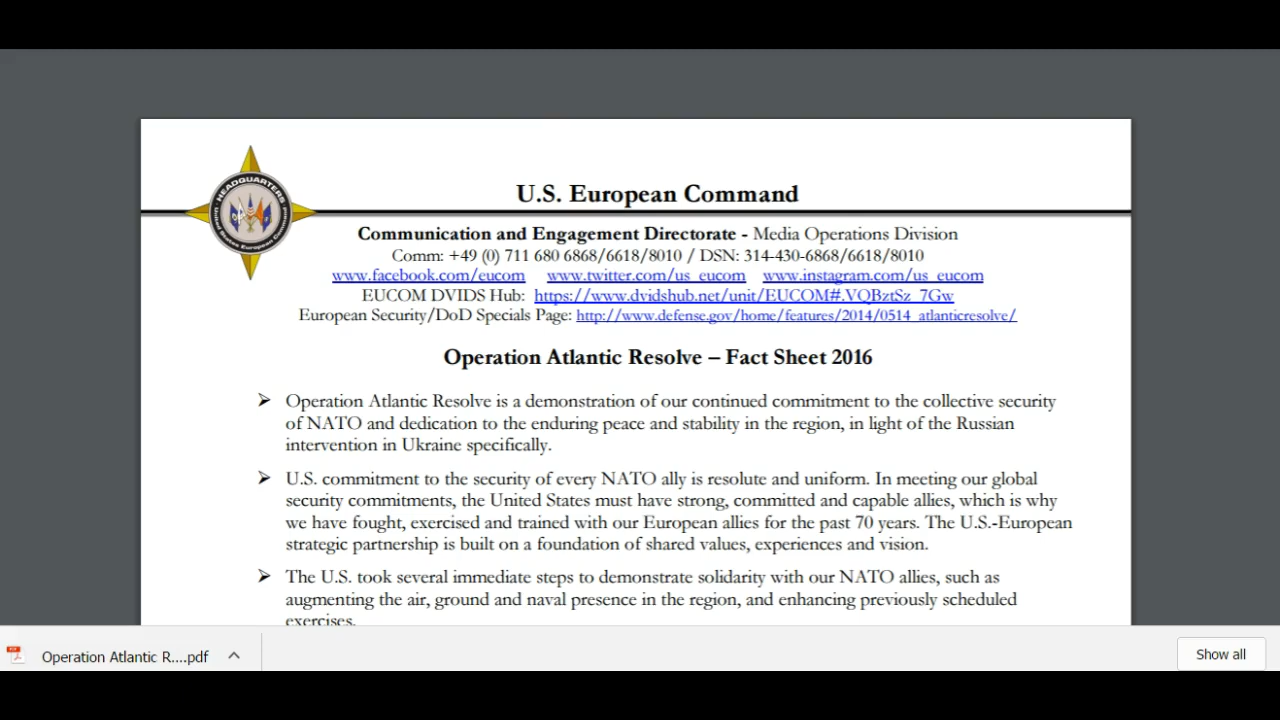 HEADQUARTERS
United States European Command
U.S. European Command
Communication and Engagement Directorate - Media Operations Division
Comm: +49 (0) 711 680 6868/6618/8010 / DSN: 314-430-6868/6618/8010
www.facebook.com/eucom www.twitter.com/us_eucom www.instagram.com/us_eucom
EUCOM DVIDS Hub: https://www.dvidshub.net/unit/EUCOM#.VQBztSz_7Gw
European Security/DoD Specials Page: http://www.defense.gov/home/features/2014/0514_atlanticresolve/
Operation Atlantic Resolve – Fact Sheet 2016
➢ Operation Atlantic Resolve is a demonstration of our continued commitment to the collective security
of NATO and dedication to the enduring peace and stability in the region, in light of the Russian
intervention in Ukraine specifically.
➢ U.S. commitment to the security of every NATO ally is resolute and uniform. In meeting our global
security commitments, the United States must have strong, committed and capable allies, which is why
we have fought, exercised and trained with our European allies for the past 70 years. The U.S.-European
strategic partnership is built on a foundation of shared values, experiences and vision.
➢ The U.S. took several immediate steps to demonstrate solidarity with our NATO allies, such as
augmenting the air, ground and naval presence in the region, and enhancing previously scheduled
exercises.
Operation Atlantic R....pdf
Show all